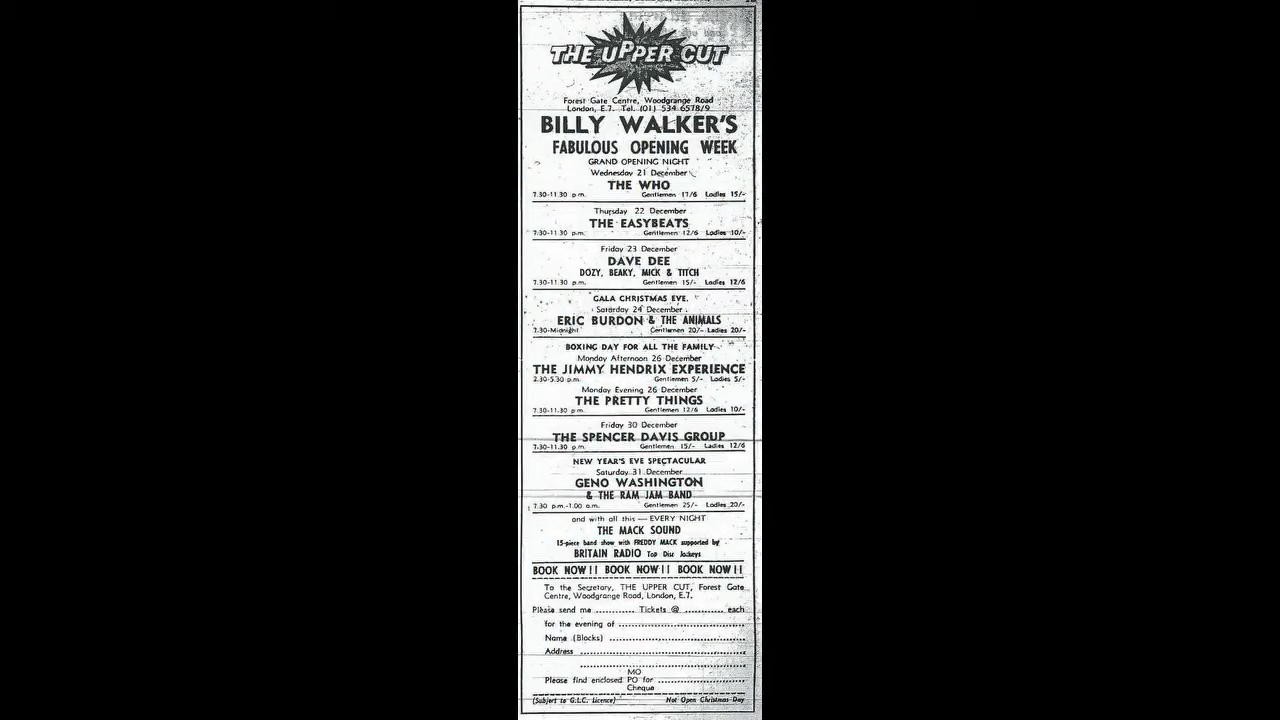 THE UPPER CUT
Forest Gate Centre, Woodgrange Road
London, E.7. Tel. (01) 534 6578/9
BILLY WALKER'S
FABULOUS OPENING WEEK
GRAND OPENING NIGHT
Wednesday 21 December
THE WHO
7.30-11.30 p.m. Gentlemen 17/6 Ladies 15/-
Thursday 22 December
THE EASYBEATS
7.30-11.30 p.m. Gentlemen 12/6 Ladies 10/-
Friday 23 December
DAVE DEE
DOZY, BEAKY, MICK & TITCH
7.30-11.30 p.m. Gentlemen 15/- Ladies 12/6
GALA CHRISTMAS EVE.
Saturday 24 December
ERIC BURDON & THE ANIMALS
7.30-Midnight Gentlemen 20/- Ladies 20/-
BOXING DAY FOR ALL THE FAMILY
Monday Afternoon 26 December
THE JIMMY HENDRIX EXPERIENCE
2.30-5.30 p.m. Gentlemen 5/- Ladies 5/-
Monday Evening 26 December
THE PRETTY THINGS
7.30-11.30 p.m. Gentlemen 12/6 Ladies 10/-
Friday 30 December
THE SPENCER DAVIS GROUP
7.30-11.30 p.m. Gentlemen 15/- Ladies 12/6
NEW YEAR'S EVE SPECTACULAR
Saturday 31 December
GENO WASHINGTON
& THE RAM JAM BAND
7.30 p.m.-1.00 a.m. Gentlemen 25/- Ladies 20/-
and with all this — EVERY NIGHT
THE MACK SOUND
15-piece band show with FREDDY MACK supported by
BRITAIN RADIO Top Disc Jockeys
BOOK NOW!! BOOK NOW!! BOOK NOW!!
To the Secretary, THE UPPER CUT, Forest Gate
Centre, Woodgrange Road, London, E.7.
Please send me ........... Tickets @ ........... each
for the evening of
Name (Blocks)
Address
MO
Please find enclosed PO for
Cheque
(Subject to G.L.C. Licence) Not Open Christmas Day